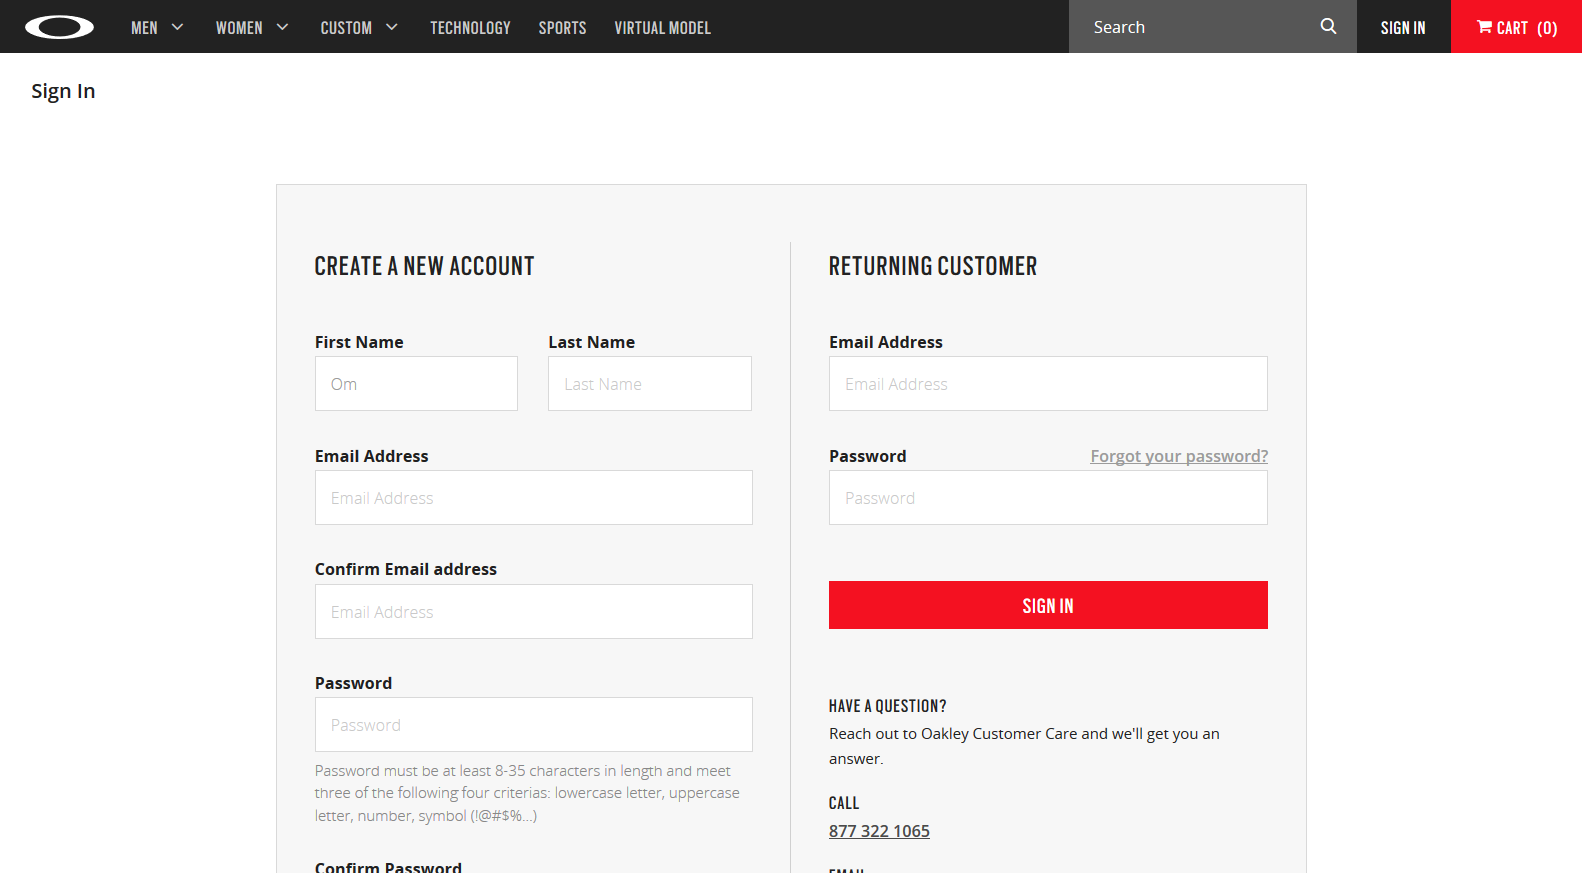 MEN WOMEN CUSTOM TECHNOLOGY SPORTS VIRTUAL MODEL Search SIGN IN CART (0)
Sign In
CREATE A NEW ACCOUNT
First Name Last Name
Om Last Name
Email Address
Email Address
Confirm Email address
Email Address
Password
Password
Password must be at least 8-35 characters in length and meet
three of the following four criterias: lowercase letter, uppercase
letter, number, symbol (!@#$%...)
Confirm Password
RETURNING CUSTOMER
Email Address
Email Address
Password Forgot your password?
Password
SIGN IN
HAVE A QUESTION?
Reach out to Oakley Customer Care and we'll get you an
answer.
CALL
877 322 1065
EMAIL